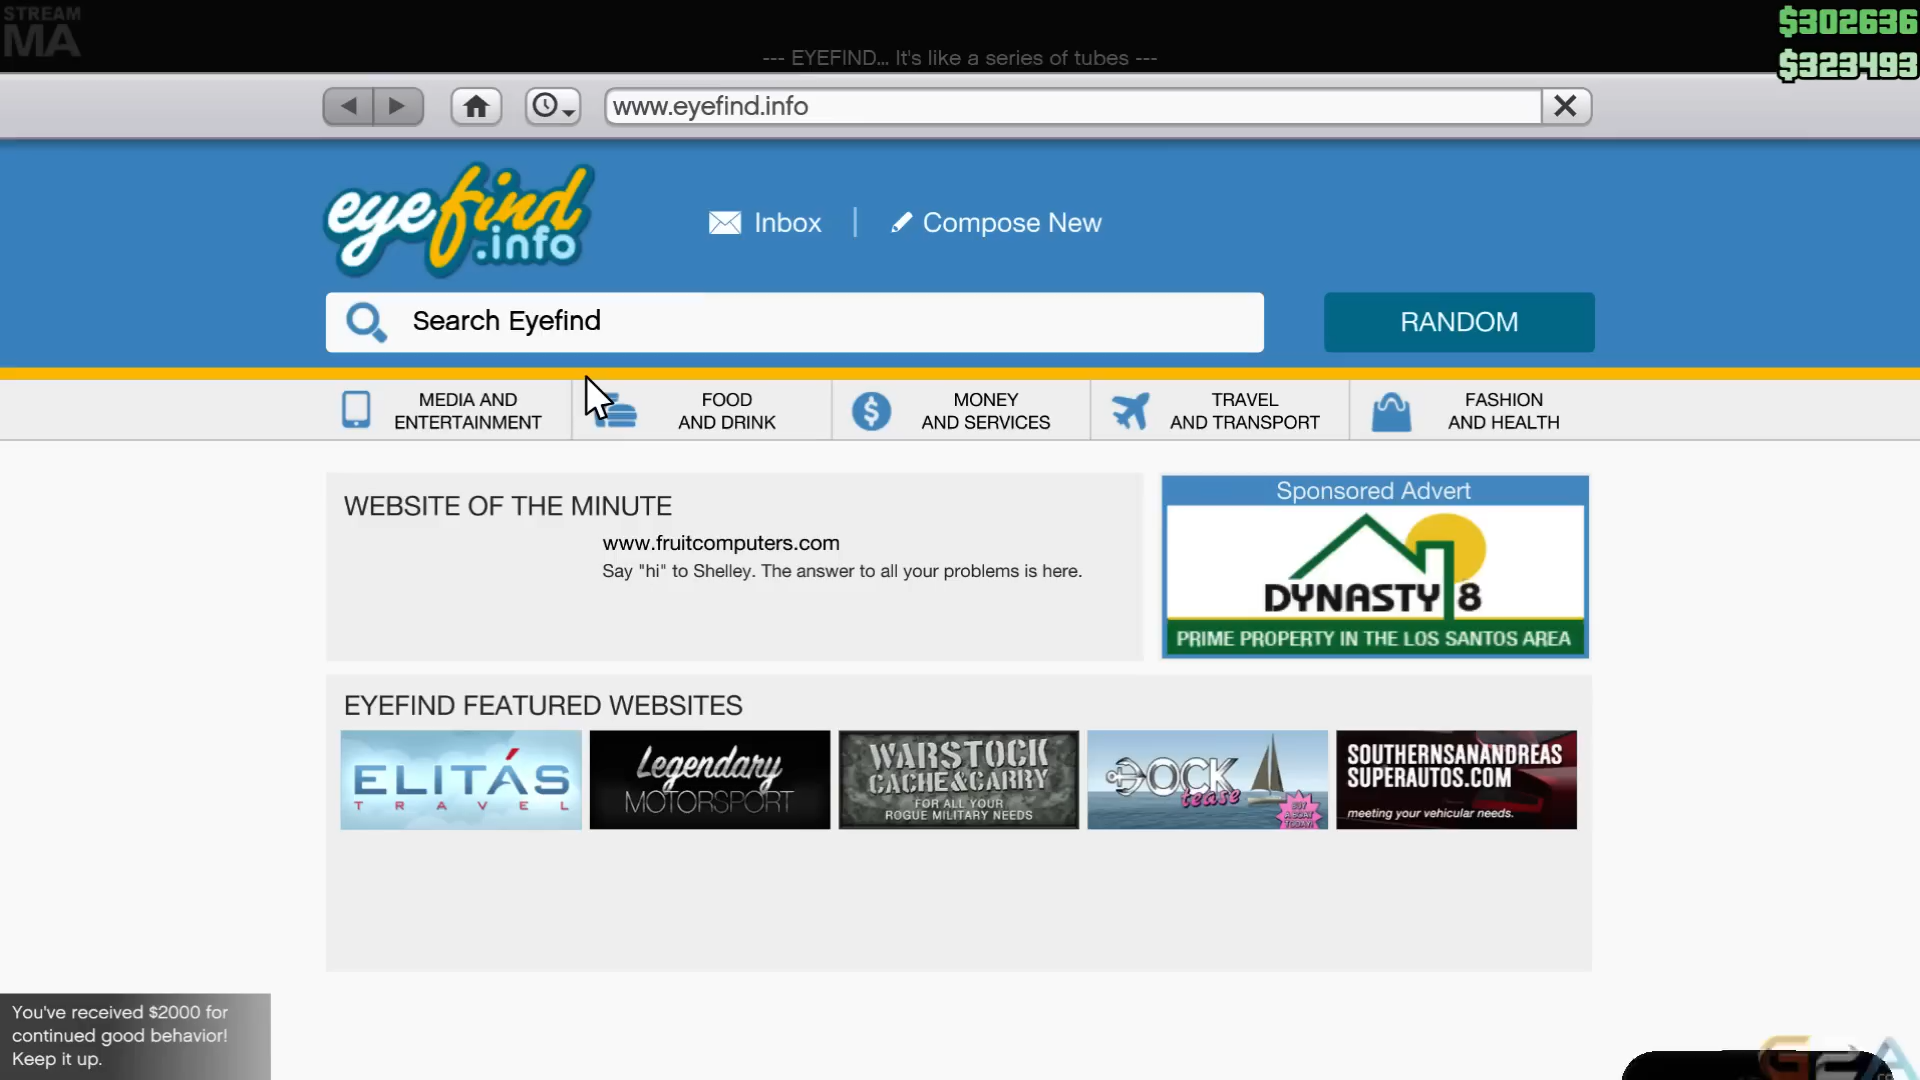 STREAM
MA
$302636
$323493
--- EYEFIND... It's like a series of tubes ---
www.eyefind.info
eyefind
.info
Inbox
Compose New
Search Eyefind
RANDOM
MEDIA AND
ENTERTAINMENT
FOOD
AND DRINK
MONEY
AND SERVICES
TRAVEL
AND TRANSPORT
FASHION
AND HEALTH
WEBSITE OF THE MINUTE
www.fruitcomputers.com
Say "hi" to Shelley. The answer to all your problems is here.
Sponsored Advert
DYNASTY 8
PRIME PROPERTY IN THE LOS SANTOS AREA
EYEFIND FEATURED WEBSITES
ELITÁS
TRAVEL
Legendary
MOTORSPORT
WARSTOCK
CACHE&CARRY
FOR ALL YOUR
ROGUE MILITARY NEEDS
DOCK
tease
BUY
A BOAT
TODAY!
SOUTHERNSANANDREAS
SUPERAUTOS.COM
meeting your vehicular needs.
You've received $2000 for
continued good behavior!
Keep it up.
G2A